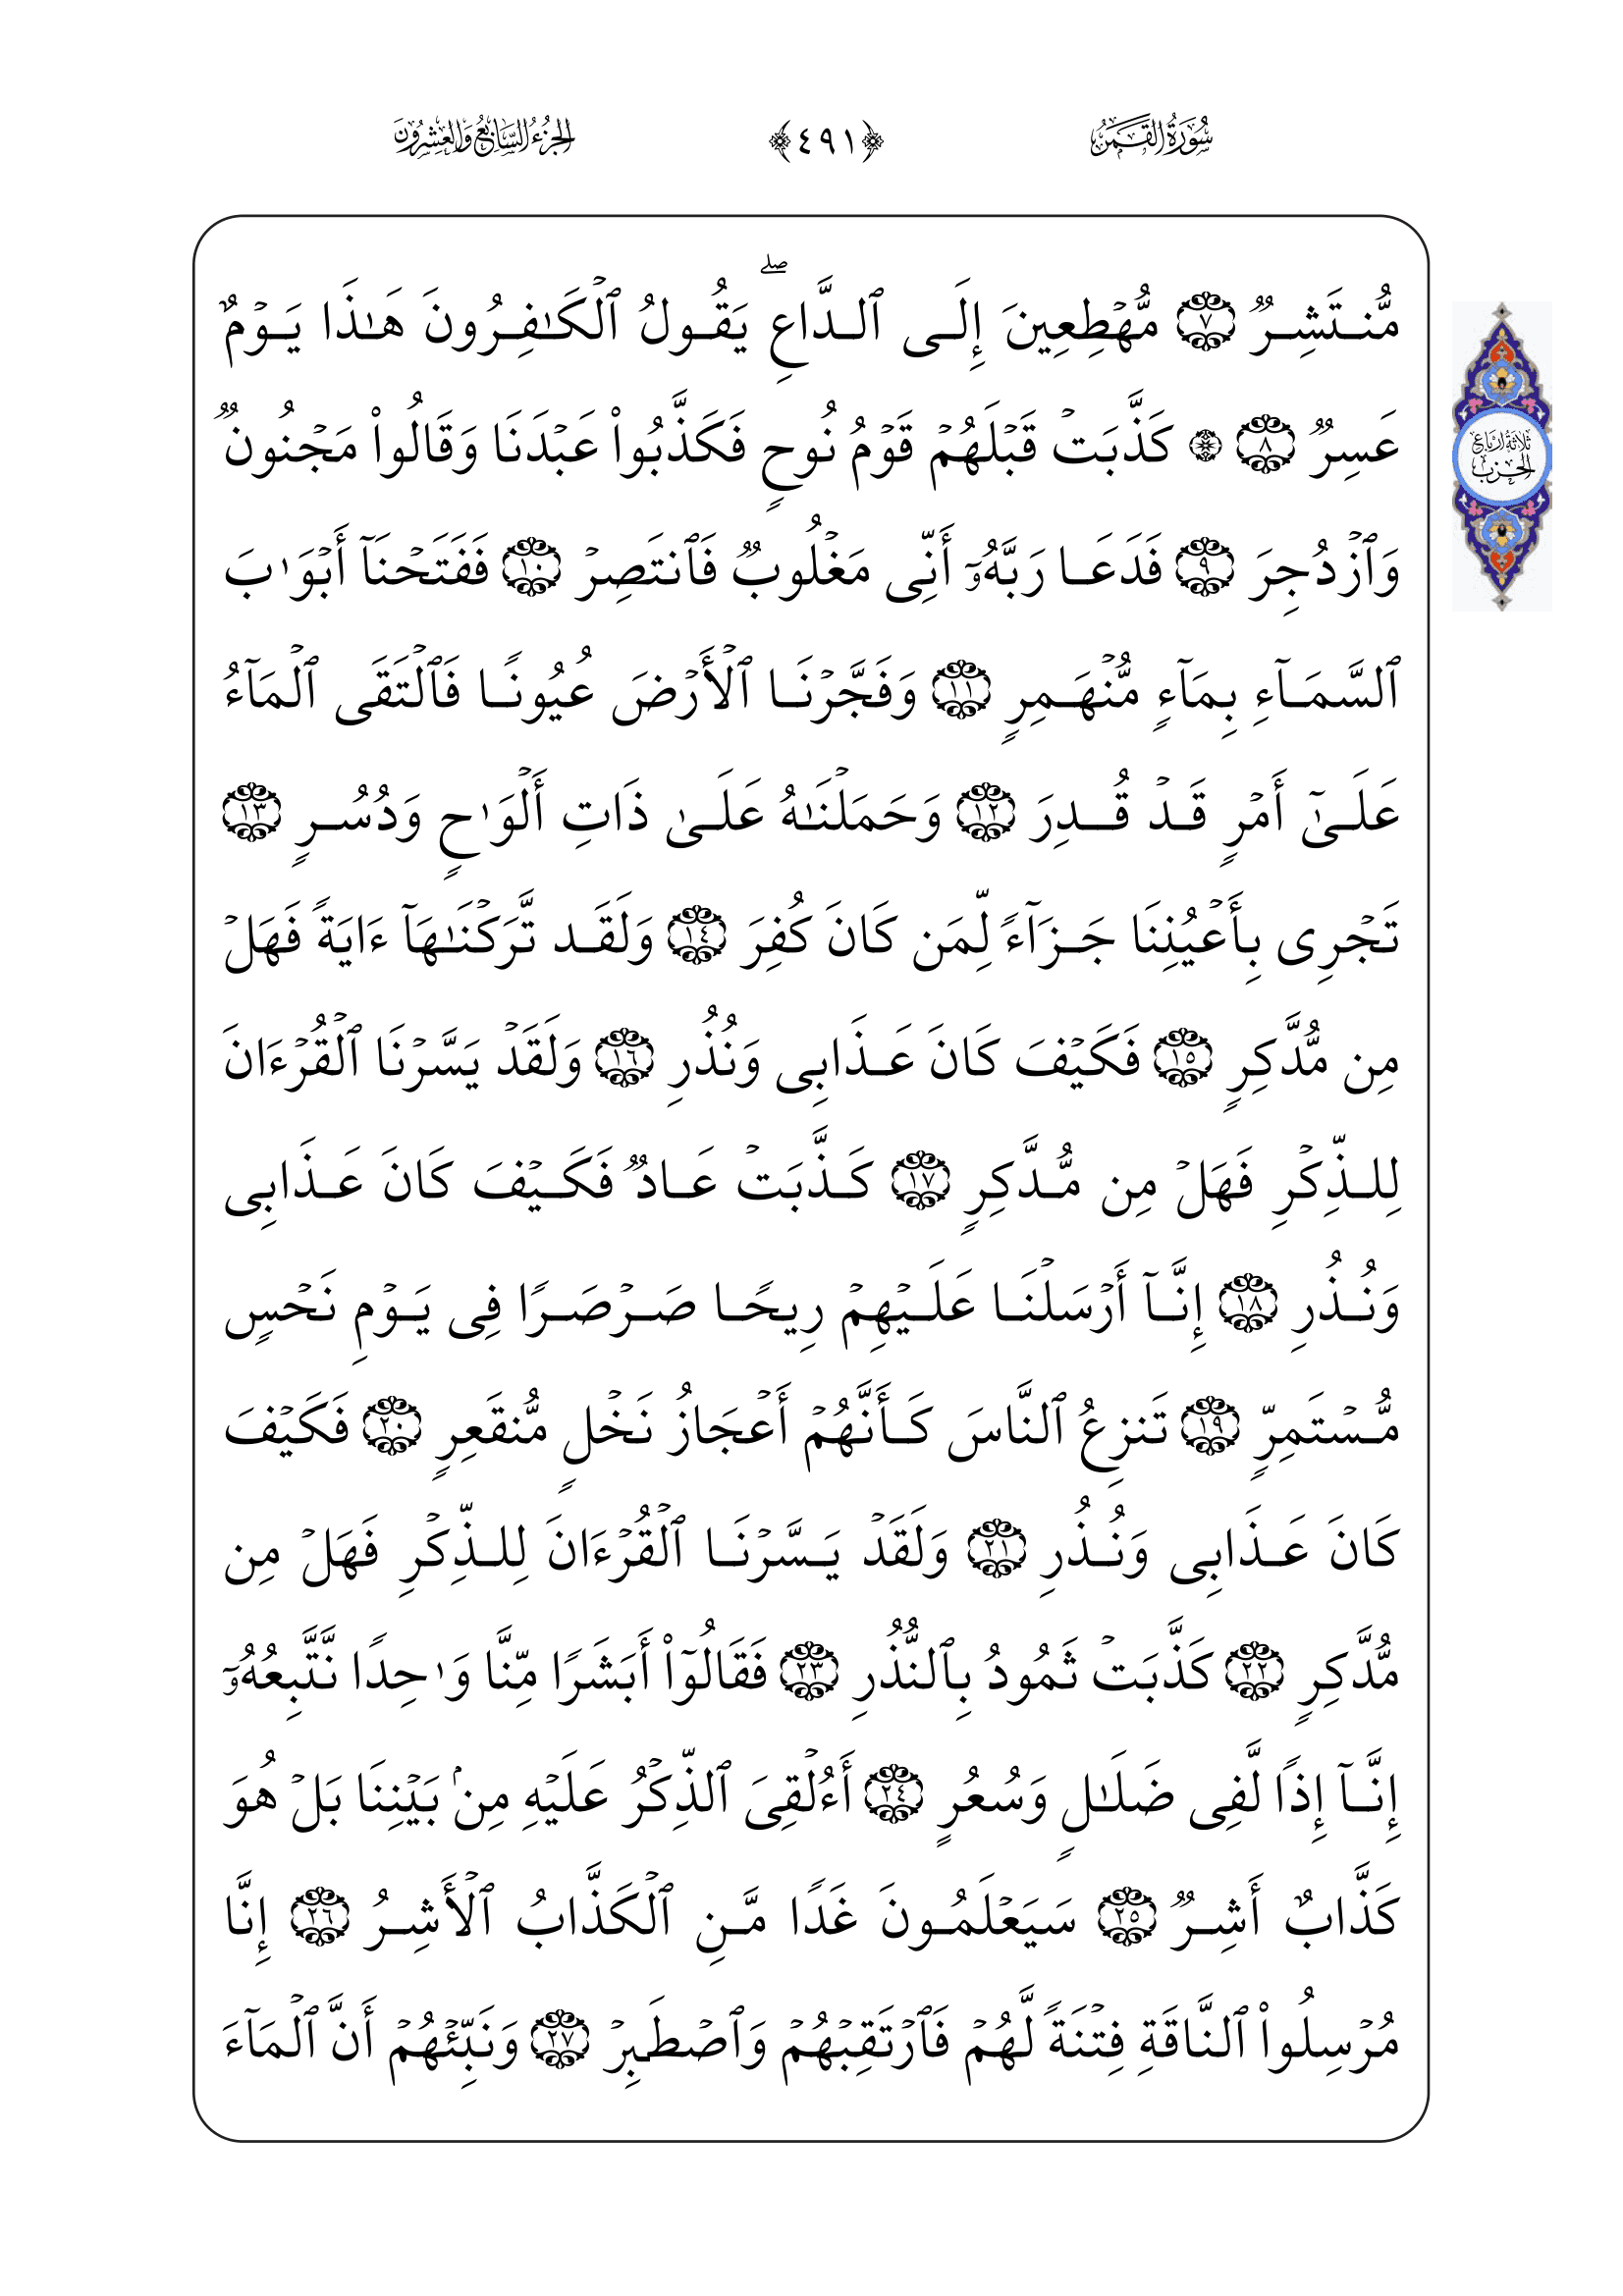 سُورَةُ القَمَرِ
﴿٤٩١﴾
الجُزْءُ السَّابِعُ وَالعِشْرُونَ
مُّنتَشِرٞ ٧ مُّهۡطِعِينَ إِلَى ٱلدَّاعِۖ يَقُولُ ٱلۡكَٰفِرُونَ هَٰذَا يَوۡمٌ
عَسِرٞ ٨ ۞ كَذَّبَتۡ قَبۡلَهُمۡ قَوۡمُ نُوحٖ فَكَذَّبُواْ عَبۡدَنَا وَقَالُواْ مَجۡنُونٞ
وَٱزۡدُجِرَ ٩ فَدَعَا رَبَّهُۥٓ أَنِّي مَغۡلُوبٞ فَٱنتَصِرۡ ١٠ فَفَتَحۡنَآ أَبۡوَٰبَ
ٱلسَّمَآءِ بِمَآءٖ مُّنۡهَمِرٖ ١١ وَفَجَّرۡنَا ٱلۡأَرۡضَ عُيُونٗا فَٱلۡتَقَى ٱلۡمَآءُ
عَلَىٰٓ أَمۡرٖ قَدۡ قُدِرَ ١٢ وَحَمَلۡنَٰهُ عَلَىٰ ذَاتِ أَلۡوَٰحٖ وَدُسُرٖ ١٣
تَجۡرِي بِأَعۡيُنِنَا جَزَآءٗ لِّمَن كَانَ كُفِرَ ١٤ وَلَقَد تَّرَكۡنَٰهَآ ءَايَةٗ فَهَلۡ
مِن مُّدَّكِرٖ ١٥ فَكَيۡفَ كَانَ عَذَابِي وَنُذُرِ ١٦ وَلَقَدۡ يَسَّرۡنَا ٱلۡقُرۡءَانَ
لِلذِّكۡرِ فَهَلۡ مِن مُّدَّكِرٖ ١٧ كَذَّبَتۡ عَادٞ فَكَيۡفَ كَانَ عَذَابِي
وَنُذُرِ ١٨ إِنَّآ أَرۡسَلۡنَا عَلَيۡهِمۡ رِيحٗا صَرۡصَرٗا فِي يَوۡمِ نَحۡسٖ
مُّسۡتَمِرّٖ ١٩ تَنزِعُ ٱلنَّاسَ كَأَنَّهُمۡ أَعۡجَازُ نَخۡلٖ مُّنقَعِرٖ ٢٠ فَكَيۡفَ
كَانَ عَذَابِي وَنُذُرِ ٢١ وَلَقَدۡ يَسَّرۡنَا ٱلۡقُرۡءَانَ لِلذِّكۡرِ فَهَلۡ مِن
مُّدَّكِرٖ ٢٢ كَذَّبَتۡ ثَمُودُ بِٱلنُّذُرِ ٢٣ فَقَالُوٓاْ أَبَشَرٗا مِّنَّا وَٰحِدٗا نَّتَّبِعُهُۥٓ
إِنَّآ إِذٗا لَّفِي ضَلَٰلٖ وَسُعُرٍ ٢٤ أَءُلۡقِيَ ٱلذِّكۡرُ عَلَيۡهِ مِنۢ بَيۡنِنَا بَلۡ هُوَ
كَذَّابٌ أَشِرٞ ٢٥ سَيَعۡلَمُونَ غَدٗا مَّنِ ٱلۡكَذَّابُ ٱلۡأَشِرُ ٢٦ إِنَّا
مُرۡسِلُواْ ٱلنَّاقَةِ فِتۡنَةٗ لَّهُمۡ فَٱرۡتَقِبۡهُمۡ وَٱصۡطَبِرۡ ٢٧ وَنَبِّئۡهُمۡ أَنَّ ٱلۡمَآءَ
ثلاثة أرباع
الحزب